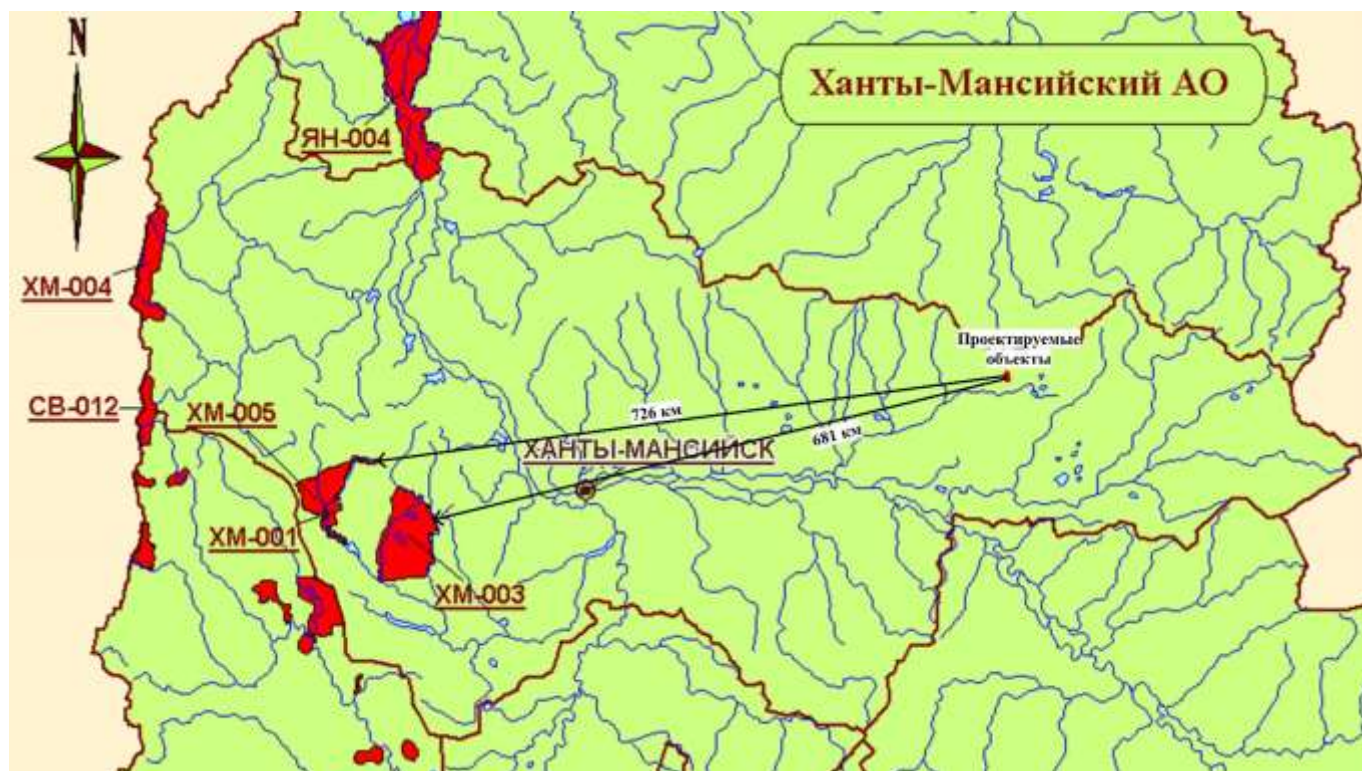 N
Ханты-Мансийский АО
ЯН-004
ХМ-004
Проектируемые
объекты
СВ-012
ХМ-005
726 км
681 км
ХАНТЫ-МАНСИЙСК
ХМ-001
ХМ-003